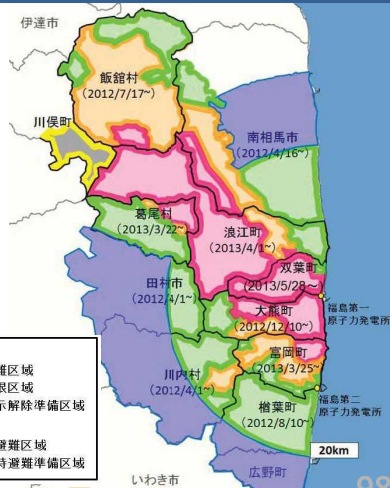 伊達市
飯舘村
(2012/7/17~)
川俣町
南相馬市
(2012/4/16~)
葛尾村
(2013/3/22~)
浪江町
(2013/4/1~)
双葉町
(2013/5/28~)
田村市
(2012/4/1~)
大熊町
(2012/12/10~)
福島第一
原子力発電所
富岡町
(2013/3/25~)
川内村
(2012/4/1~)
福島第二
原子力発電所
楢葉町
(2012/8/10~)
難区域
限区域
示解除準備区域
避難区域
時避難準備区域
20km
いわき市
広野町